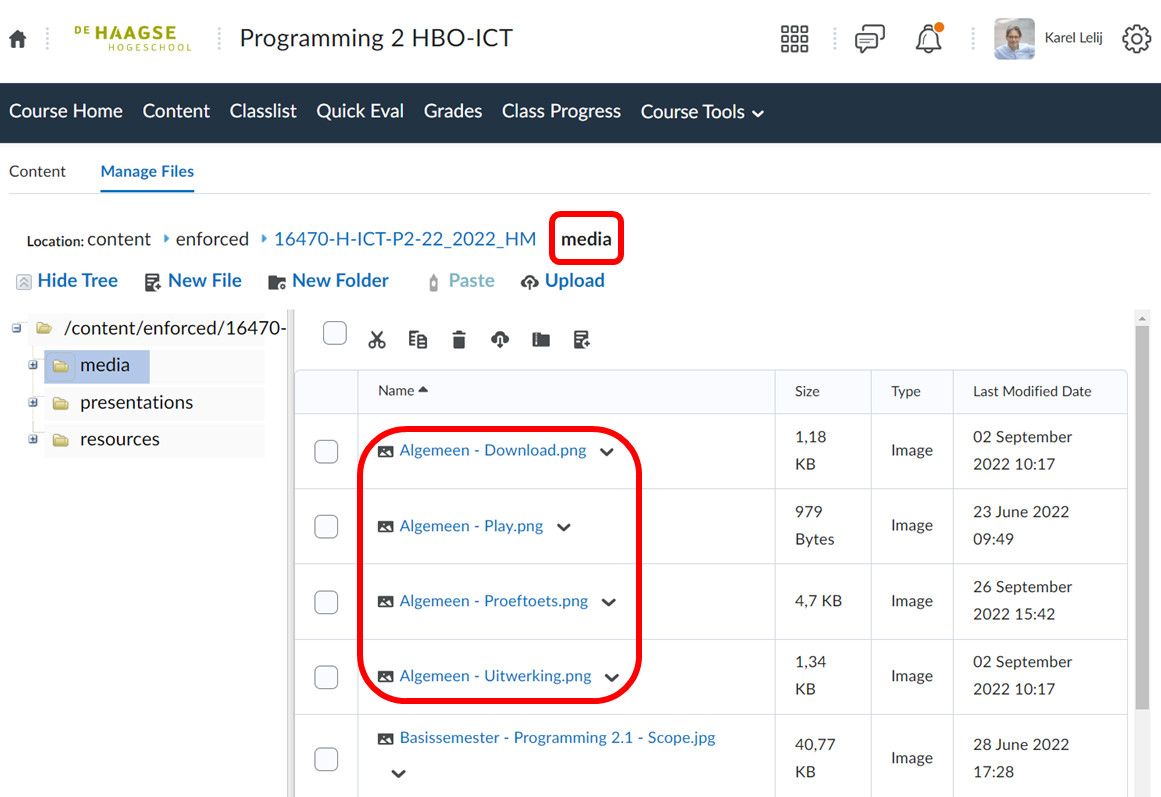 DE HAAGSE
HOGESCHOOL
Programming 2 HBO-ICT
Karel Lelij
Course Home Content Classlist Quick Eval Grades Class Progress Course Tools
Content Manage Files
Location: content enforced 16470-H-ICT-P2-22_2022_HM media
Hide Tree New File New Folder Paste Upload
/content/enforced/16470-
media
presentations
resources
Name Size Type Last Modified Date
Algemeen - Download.png 1,18 KB Image 02 September 2022 10:17
Algemeen - Play.png 979 Bytes Image 23 June 2022 09:49
Algemeen - Proeftoets.png 4,7 KB Image 26 September 2022 15:42
Algemeen - Uitwerking.png 1,34 KB Image 02 September 2022 10:17
Basissemester - Programming 2.1 - Scope.jpg 40,77 KB Image 28 June 2022 17:28